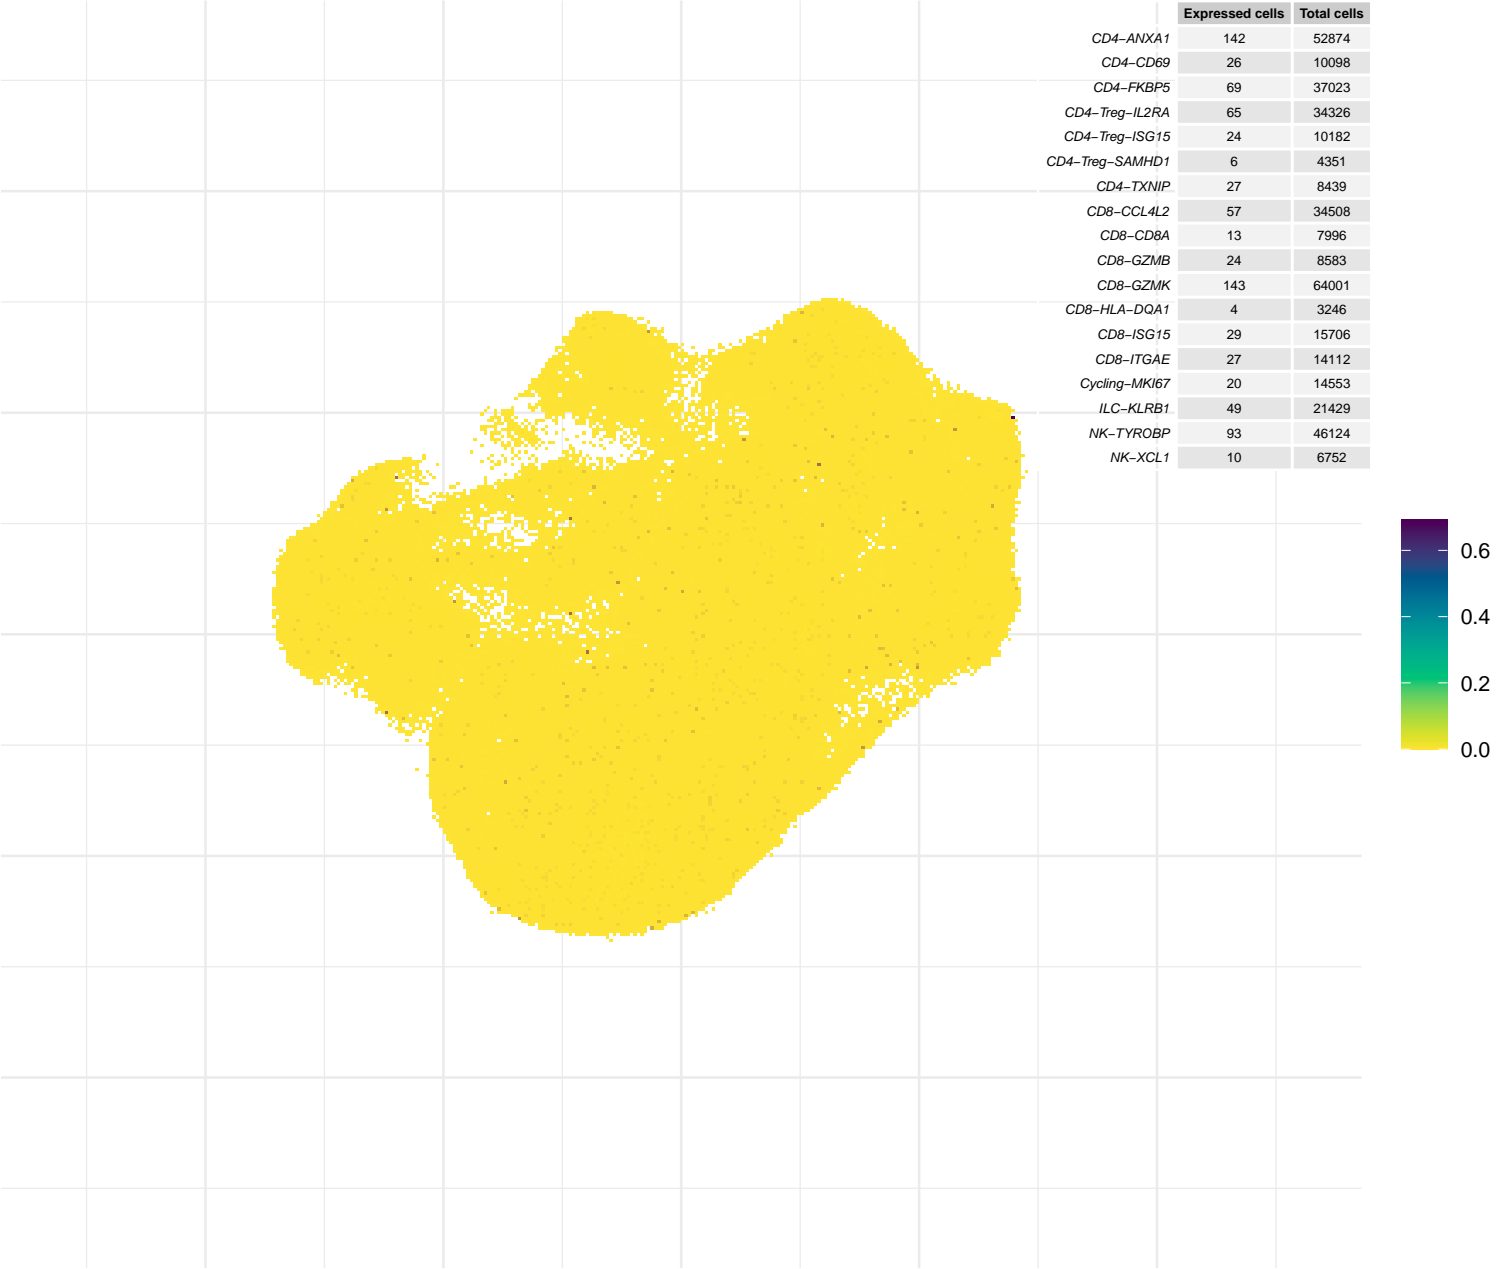 Expressed cells Total cells
CD4−ANXA1 142 52874
CD4−CD69 26 10098
CD4−FKBP5 69 37023
CD4−Treg−IL2RA 65 34326
CD4−Treg−ISG15 24 10182
CD4−Treg−SAMHD1 6 4351
CD4−TXNIP 27 8439
CD8−CCL4L2 57 34508
CD8−CD8A 13 7996
CD8−GZMB 24 8583
CD8−GZMK 143 64001
CD8−HLA−DQA1 4 3246
CD8−ISG15 29 15706
CD8−ITGAE 27 14112
Cycling−MKI67 20 14553
ILC−KLRB1 49 21429
NK−TYROBP 93 46124
NK−XCL1 10 6752
0.6
0.4
0.2
0.0